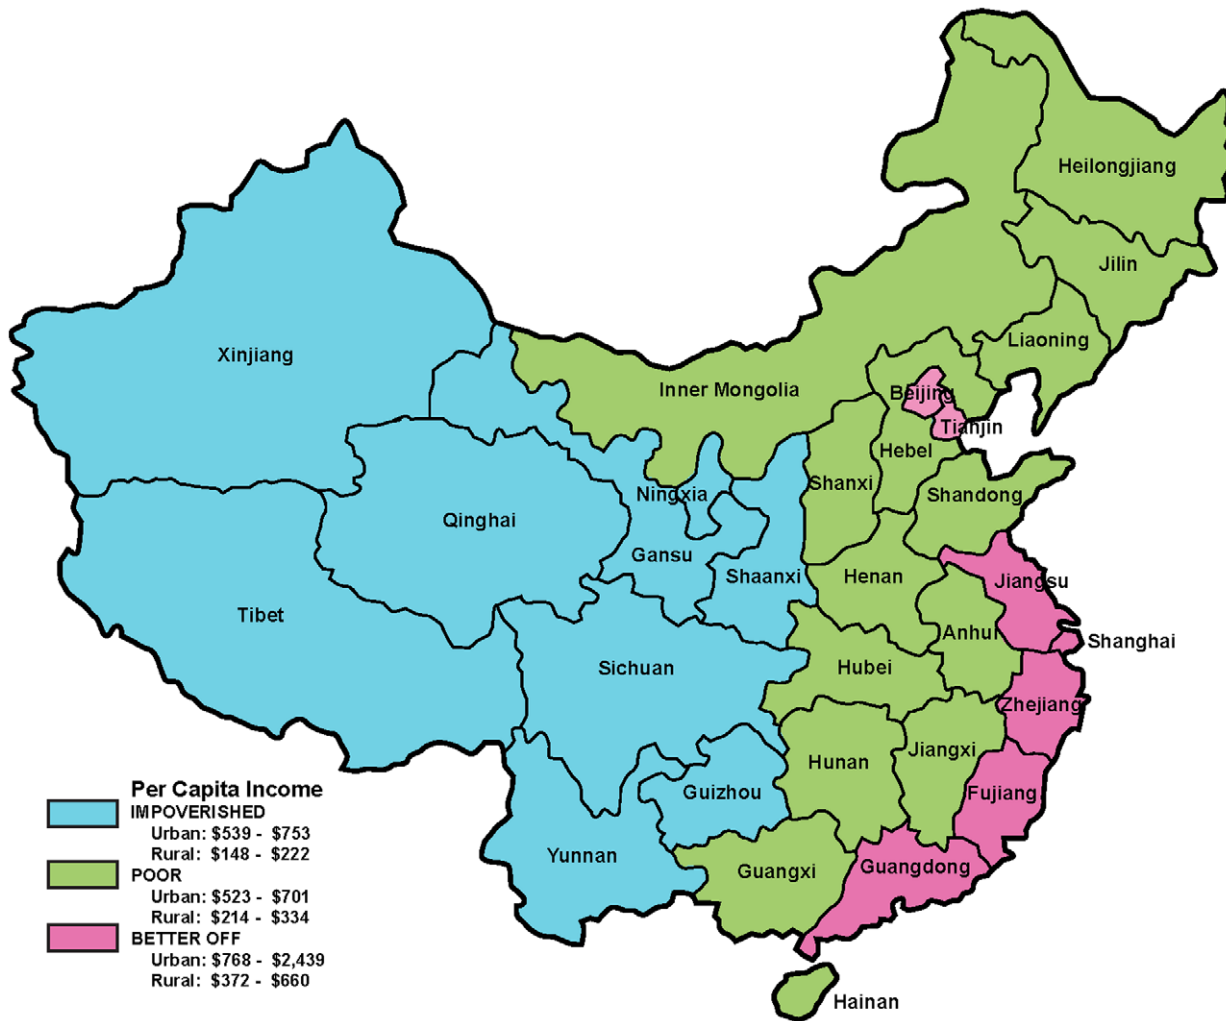 Heilongjiang
Jilin
Liaoning
Xinjiang
Inner Mongolia
Beijing
Tianjin
Hebel
Shanxi
Ningxia
Shandong
Qinghai
Gansu
Shaanxi
Henan
Jiangsu
Tibet
Anhui
Shanghai
Sichuan
Hubei
Zhejiang
Jiangxi
Hunan
Guizhou
Fujiang
Yunnan
Guangxi
Guangdong
Hainan
Per Capita Income
IMPOVERISHED
Urban: $539 - $753
Rural: $148 - $222
POOR
Urban: $523 - $701
Rural: $214 - $334
BETTER OFF
Urban: $768 - $2,439
Rural: $372 - $660